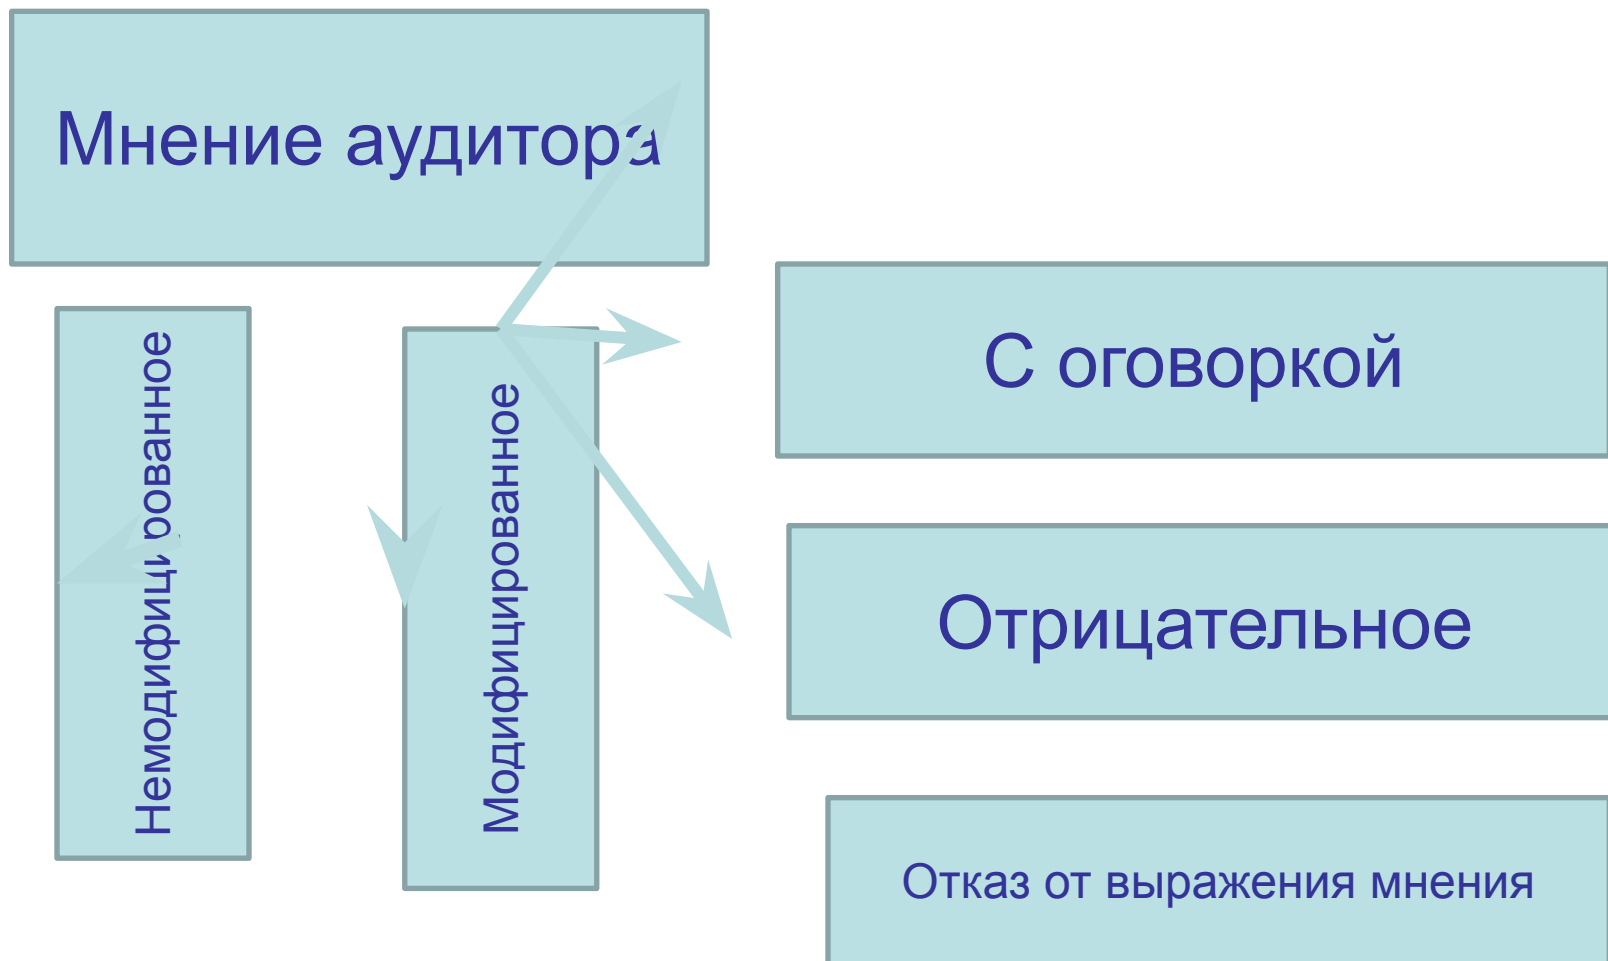 Мнение аудитора
Немодифицированное
Модифицированное
С оговоркой
Отрицательное
Отказ от выражения мнения